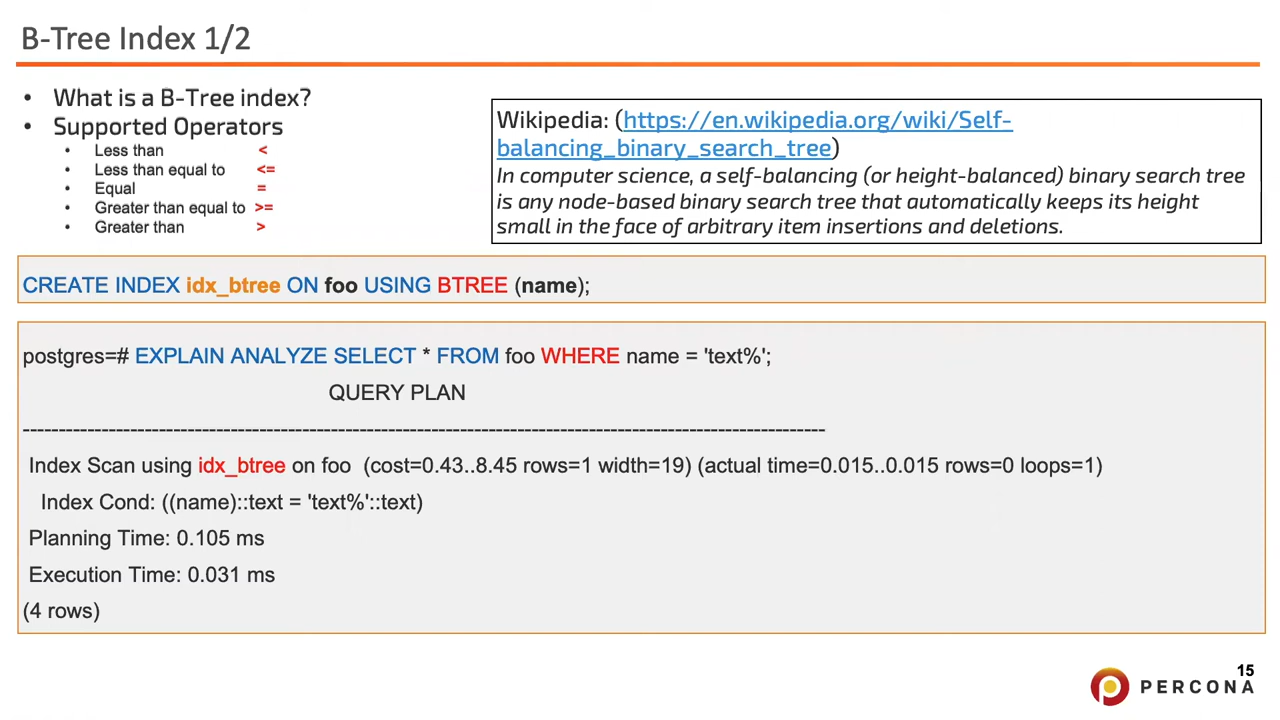 B-Tree Index 1/2
• What is a B-Tree index?
• Supported Operators
• Less than <
• Less than equal to <=
• Equal =
• Greater than equal to >=
• Greater than >
Wikipedia: (https://en.wikipedia.org/wiki/Self-
balancing_binary_search_tree)
In computer science, a self-balancing (or height-balanced) binary search tree
is any node-based binary search tree that automatically keeps its height
small in the face of arbitrary item insertions and deletions.
CREATE INDEX idx_btree ON foo USING BTREE (name);
postgres=# EXPLAIN ANALYZE SELECT * FROM foo WHERE name = 'text%';
QUERY PLAN
---------------------------------------------------------------------------------------------------------------
Index Scan using idx_btree on foo (cost=0.43..8.45 rows=1 width=19) (actual time=0.015..0.015 rows=0 loops=1)
Index Cond: ((name)::text = 'text%'::text)
Planning Time: 0.105 ms
Execution Time: 0.031 ms
(4 rows)
15
PERCONA